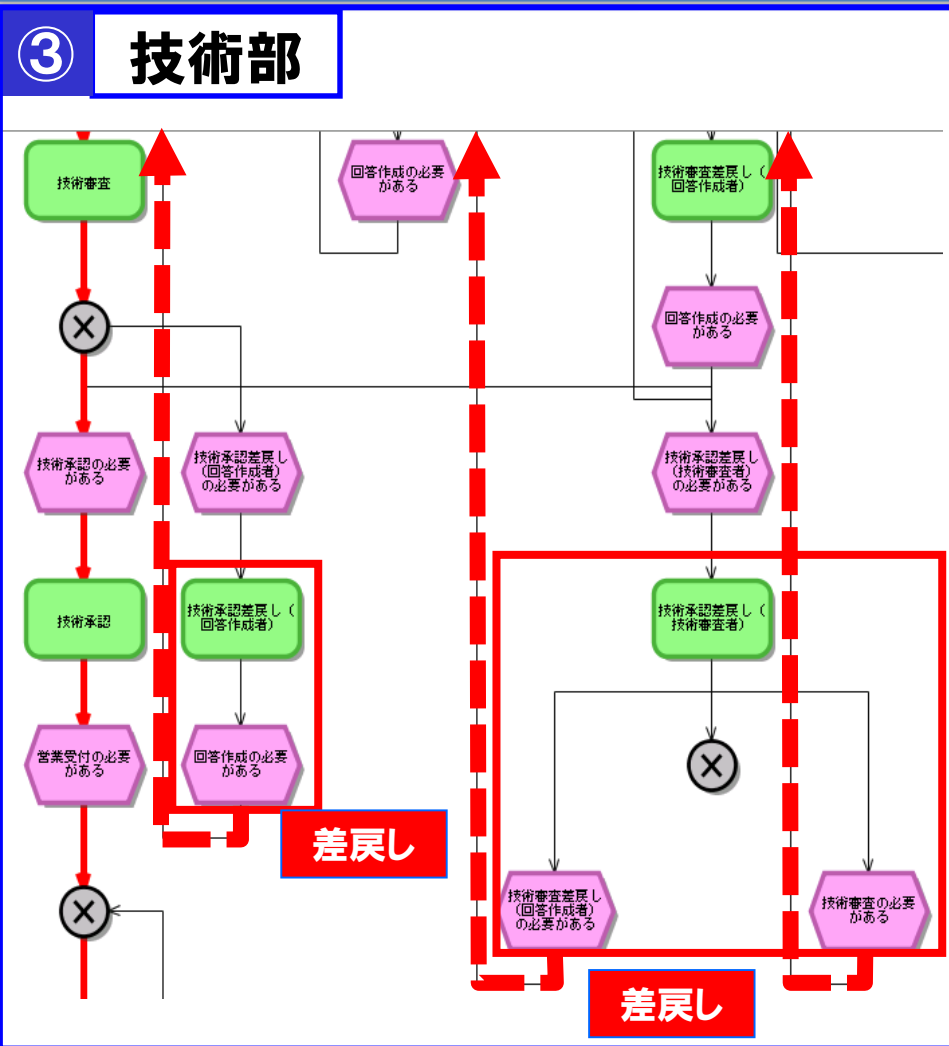 ③ 技術部
技術審査
回答作成の必要
がある
技術審査差戻し（
回答作成者）
回答作成の必要
がある
技術承認の必要
がある
技術承認差戻し
（回答作成者）
の必要がある
技術承認差戻し
（技術審査者）
の必要がある
技術承認
技術承認差戻し（
回答作成者）
技術承認差戻し（
技術審査者）
営業受付の必要
がある
回答作成の必要
がある
差戻し
技術審査差戻し
（回答作成者）
の必要がある
技術審査の必要
がある
差戻し